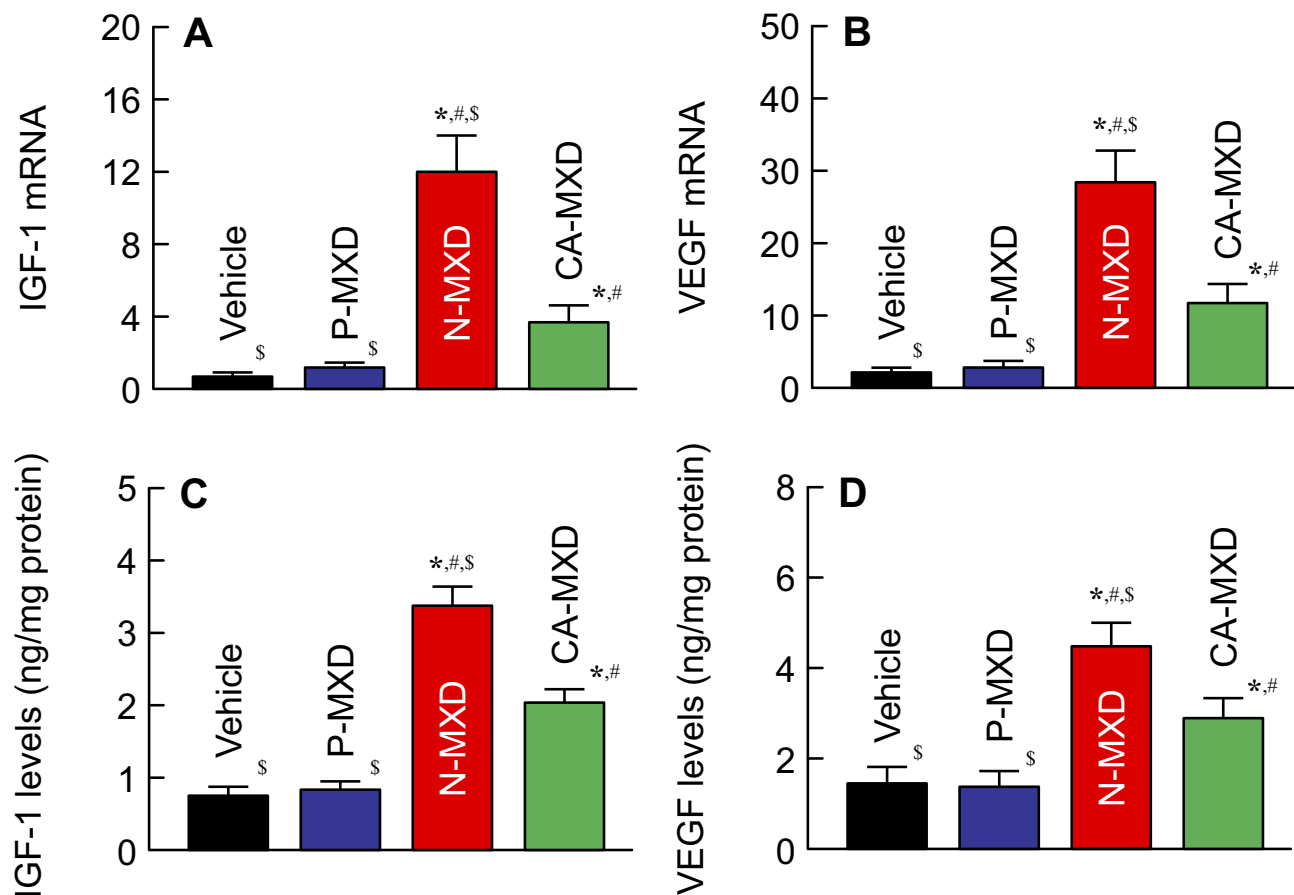 A
IGF-1 mRNA
20
16
12
8
4
0
Vehicle
$
P-MXD
$
N-MXD
*,#,$
CA-MXD
*,#
B
VEGF mRNA
50
40
30
20
10
0
Vehicle
$
P-MXD
$
N-MXD
*,#,$
CA-MXD
*,#
C
IGF-1 levels (ng/mg protein)
5
4
3
2
1
0
Vehicle
$
P-MXD
$
N-MXD
*,#,$
CA-MXD
*,#
D
VEGF levels (ng/mg protein)
8
6
4
2
0
Vehicle
$
P-MXD
$
N-MXD
*,#,$
CA-MXD
*,#